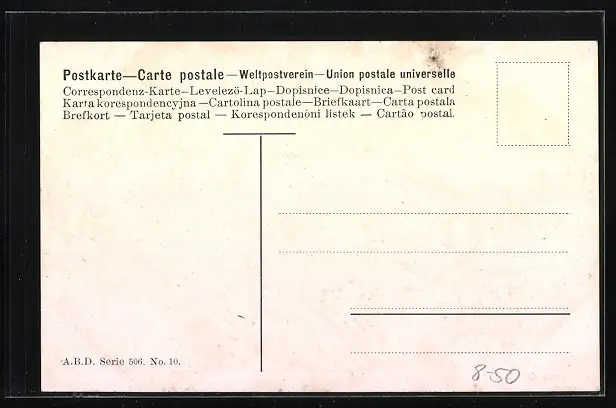 Postkarte—Carte postale—Weltpostverein—Union postale universelle
Correspondenz-Karte—Levelezö-Lap—Dopisnice—Dopisnica—Post card
Karta korespondencyjna—Cartolina postale—Briefkaart—Carta postala
Brefkort — Tarjeta postal — Korespondenóni listek — Cartão postal.
A.B.D. Serie 506. No. 10.
8-50